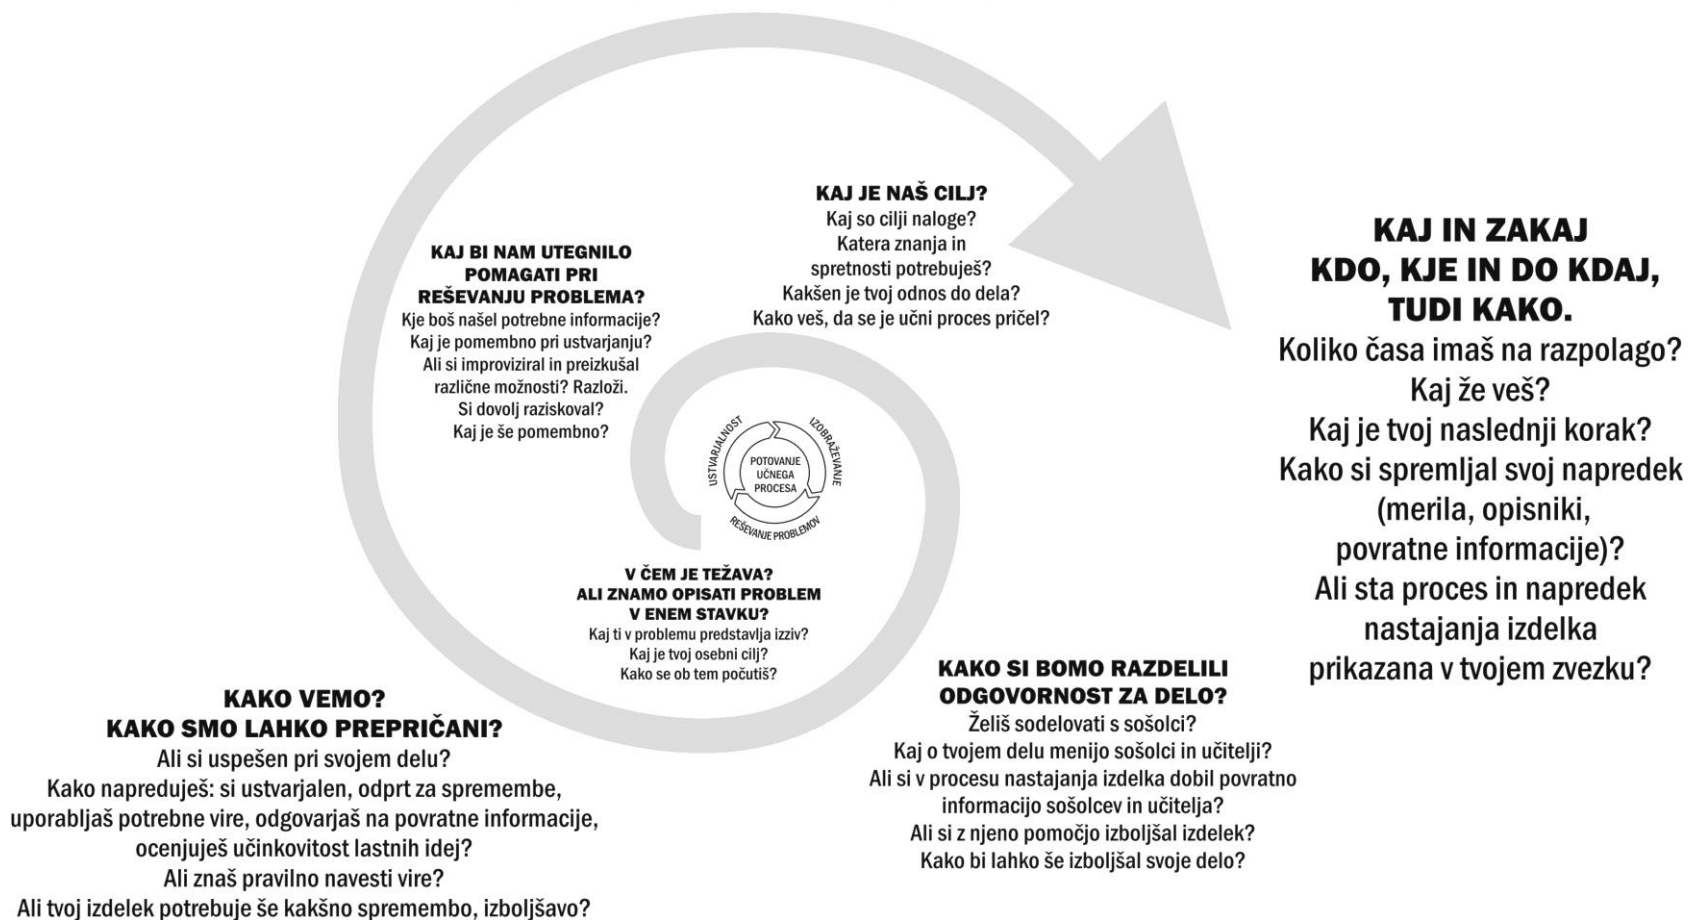 KAJ JE NAŠ CILJ?
Kaj so cilji naloge?
Katera znanja in
spretnosti potrebuješ?
Kakšen je tvoj odnos do dela?
Kako veš, da se je učni proces pričel?
KAJ BI NAM UTEGNILO
POMAGATI PRI
REŠEVANJU PROBLEMA?
Kje boš našel potrebne informacije?
Kaj je pomembno pri ustvarjanju?
Ali si improviziral in preizkušal
različne možnosti? Razloži.
Si dovolj raziskoval?
Kaj je še pomembno?
KAJ IN ZAKAJ
KDO, KJE IN DO KDAJ,
TUDI KAKO.
Koliko časa imaš na razpolago?
Kaj že veš?
Kaj je tvoj naslednji korak?
Kako si spremljal svoj napredek
(merila, opisniki,
povratne informacije)?
Ali sta proces in napredek
nastajanja izdelka
prikazana v tvojem zvezku?
USTVARJALNOST
IZOBRAŽEVANJE
REŠEVANJE PROBLEMOV
POTOVANJE
UČNEGA
PROCESA
V ČEM JE TEŽAVA?
ALI ZNAMO OPISATI PROBLEM
V ENEM STAVKU?
Kaj ti v problemu predstavlja izziv?
Kaj je tvoj osebni cilj?
Kako se ob tem počutiš?
KAKO SI BOMO RAZDELILI
ODGOVORNOST ZA DELO?
Želiš sodelovati s sošolci?
Kaj o tvojem delu menijo sošolci in učitelji?
Ali si v procesu nastajanja izdelka dobil povratno
informacijo sošolcev in učitelja?
Ali si z njeno pomočjo izboljšal izdelek?
Kako bi lahko še izboljšal svoje delo?
KAKO VEMO?
KAKO SMO LAHKO PREPRIČANI?
Ali si uspešen pri svojem delu?
Kako napreduješ: si ustvarjalen, odprt za spremembe,
uporabljaš potrebne vire, odgovarjaš na povratne informacije,
ocenjuješ učinkovitost lastnih idej?
Ali znaš pravilno navesti vire?
Ali tvoj izdelek potrebuje še kakšno spremembo, izboljšavo?